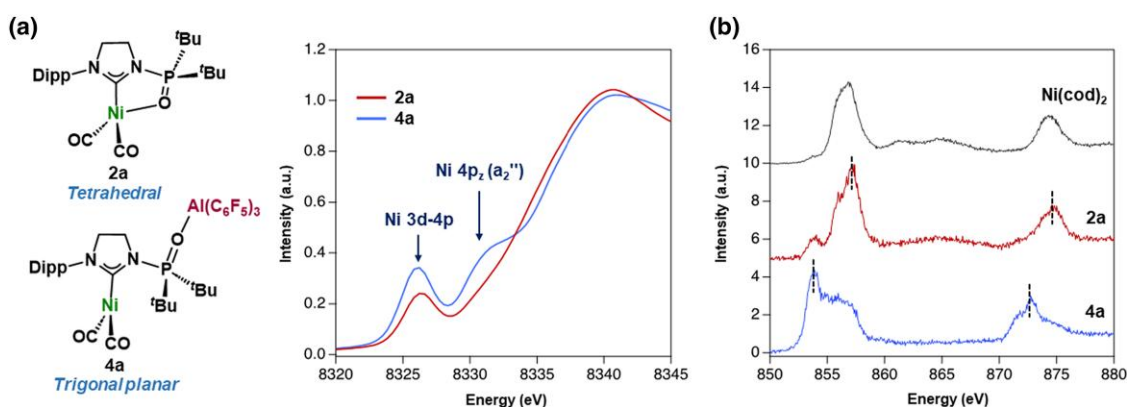 (a)
Dipp
N
N
P
ᵗBu
ᵗBu
O
Ni
OC
CO
2a
Tetrahedral
Al(C₆F₅)₃
O
Dipp
N
N
P
ᵗBu
ᵗBu
Ni
OC
CO
4a
Trigonal planar
Intensity (a.u.)
1.2
1.0
0.8
0.6
0.4
0.2
0.0
2a
4a
Ni 3d-4p
Ni 4p_z (a₂'')
8320 8325 8330 8335 8340 8345
Energy (eV)
(b)
Intensity (a.u.)
16
14
12
10
8
6
4
2
0
Ni(cod)₂
2a
4a
850 855 860 865 870 875 880
Energy (eV)